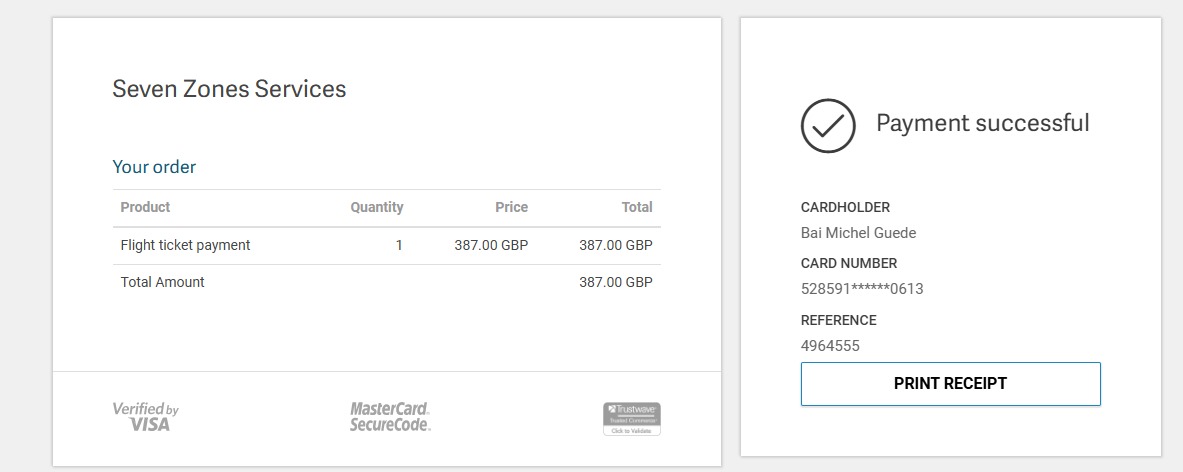 Seven Zones Services
Your order
Product Quantity Price Total
Flight ticket payment 1 387.00 GBP 387.00 GBP
Total Amount 387.00 GBP
Verified by
VISA
MasterCard.
SecureCode.
Trustwave
Trusted Commerce
Click to Validate
Payment successful
CARDHOLDER
Bai Michel Guede
CARD NUMBER
528591******0613
REFERENCE
4964555
PRINT RECEIPT